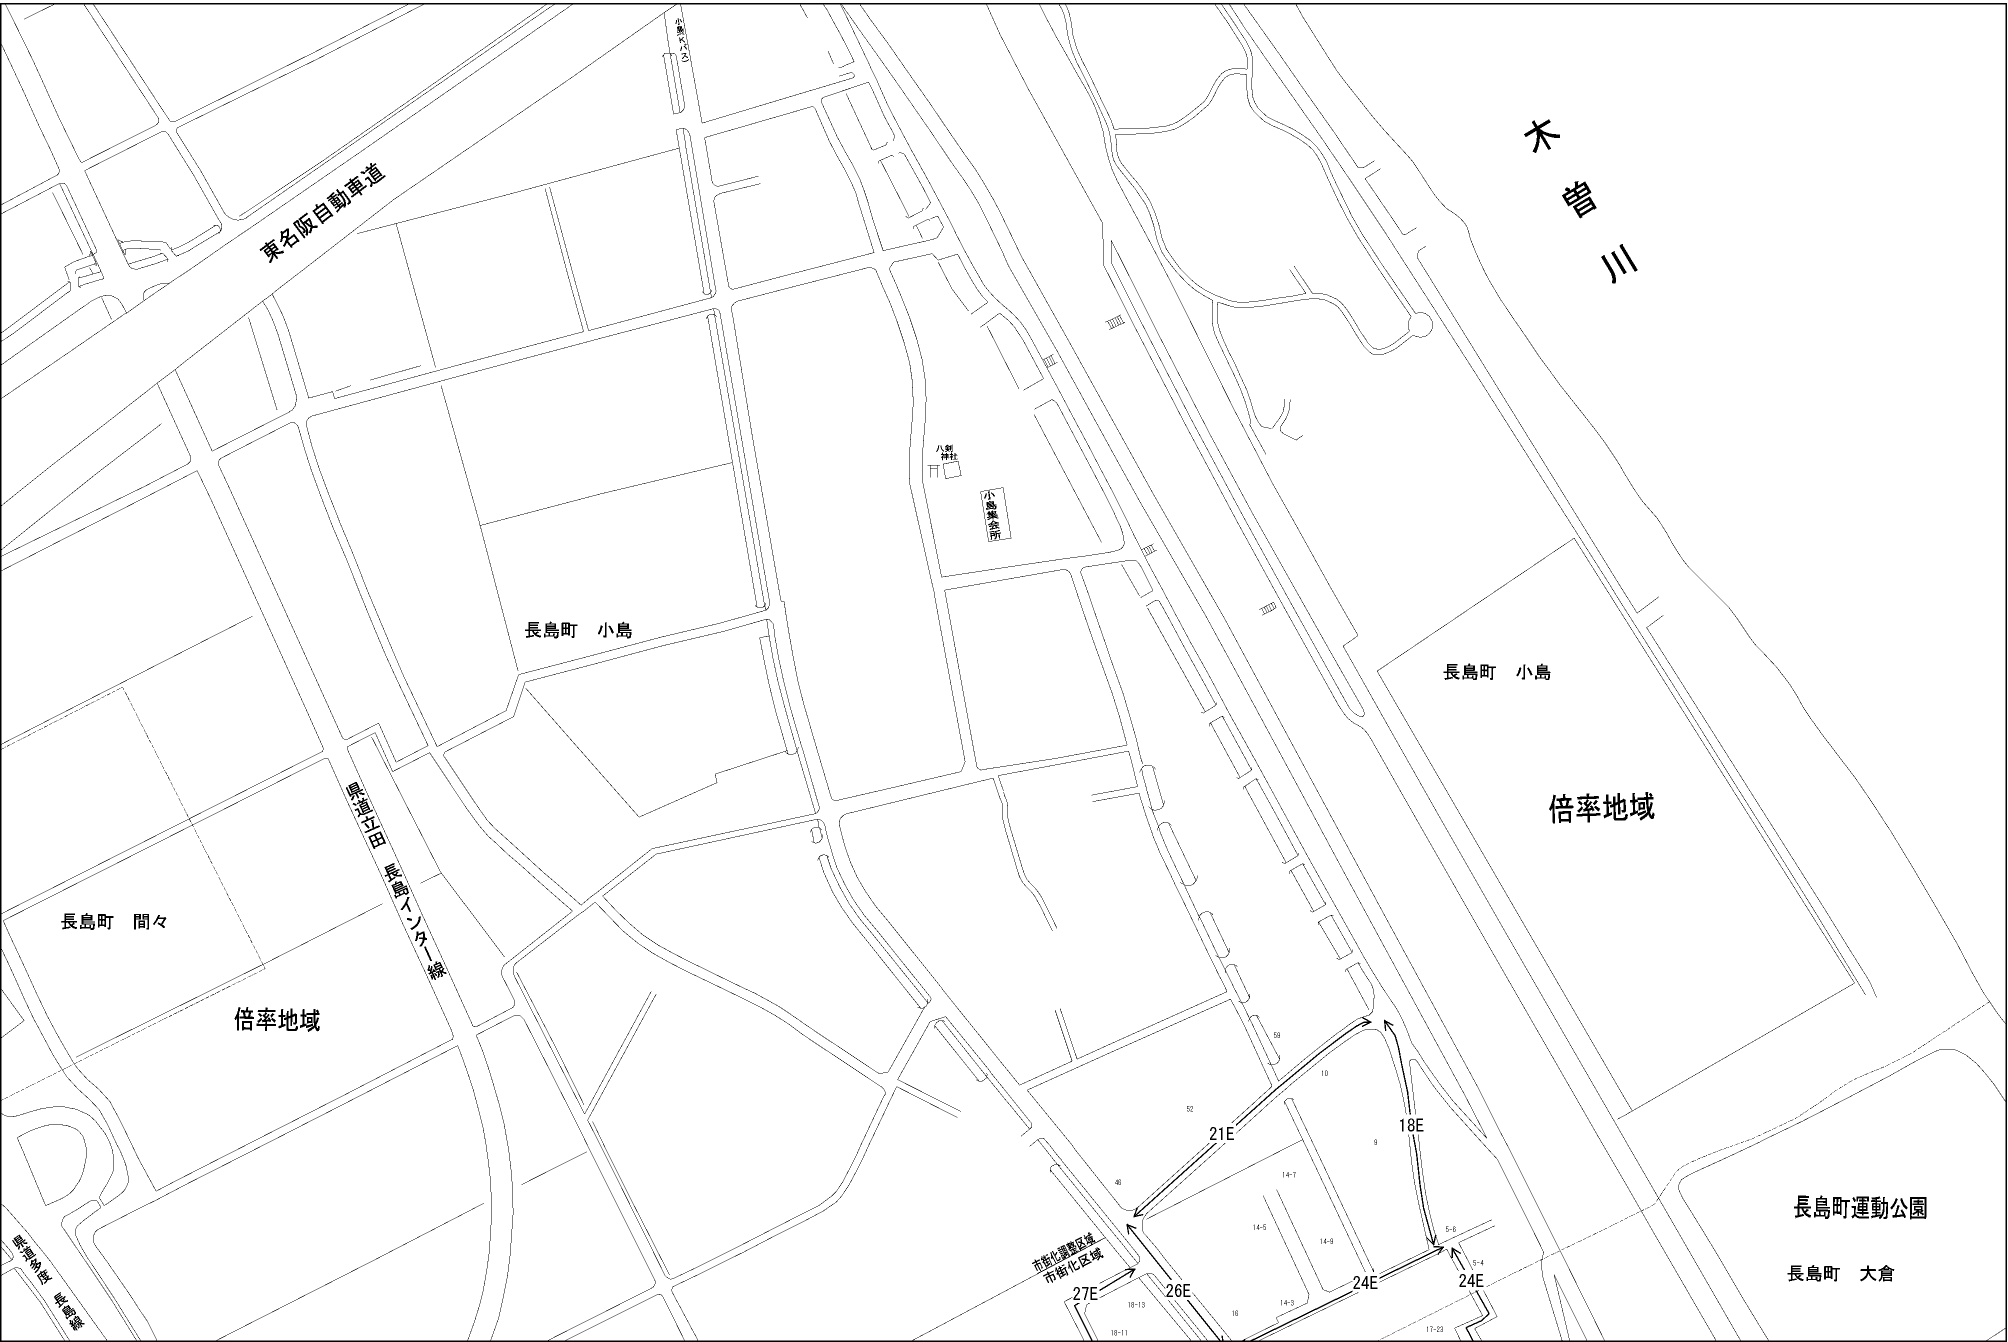 小島Kバス
木曽川
東名阪自動車道
八剣
神社
小島集会所
長島町　小島
長島町　小島
倍率地域
県道立田　長島インター線
長島町　間々
倍率地域
59
10
52
21E
18E
9
46
14-7
14-5
14-9
5-6
5-4
長島町運動公園
市街化調整区域
市街化区域
県道多度　長島線
長島町　大倉
27E
26E
24E
24E
18-13
14-3
16
17-23
18-11